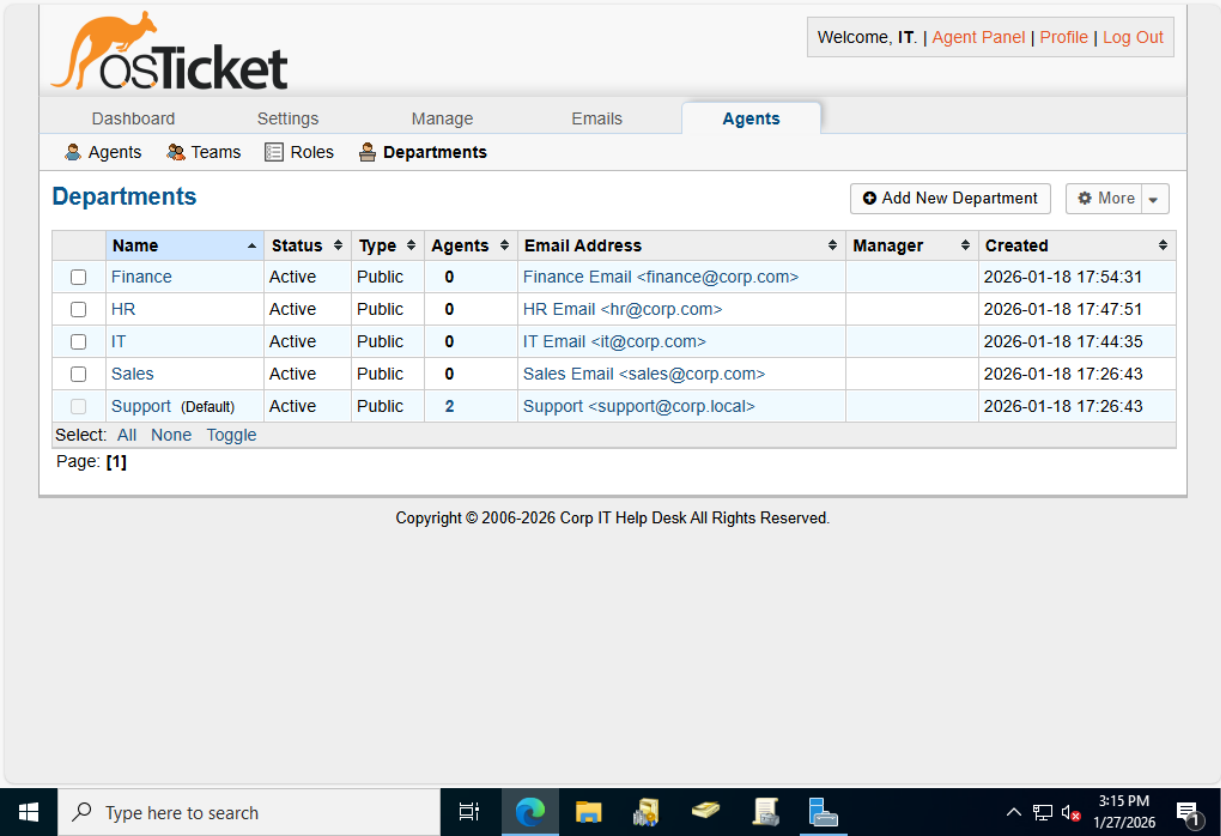 osTicket
Welcome, IT. | Agent Panel | Profile | Log Out
Dashboard Settings Manage Emails Agents
Agents Teams Roles Departments
Departments Add New Department More
Name Status Type Agents Email Address Manager Created
Finance Active Public 0 Finance Email <finance@corp.com> 2026-01-18 17:54:31
HR Active Public 0 HR Email <hr@corp.com> 2026-01-18 17:47:51
IT Active Public 0 IT Email <it@corp.com> 2026-01-18 17:44:35
Sales Active Public 0 Sales Email <sales@corp.com> 2026-01-18 17:26:43
Support (Default) Active Public 2 Support <support@corp.local> 2026-01-18 17:26:43
Select: All None Toggle
Page: [1]
Copyright © 2006-2026 Corp IT Help Desk All Rights Reserved.
Type here to search
3:15 PM
1/27/2026
1